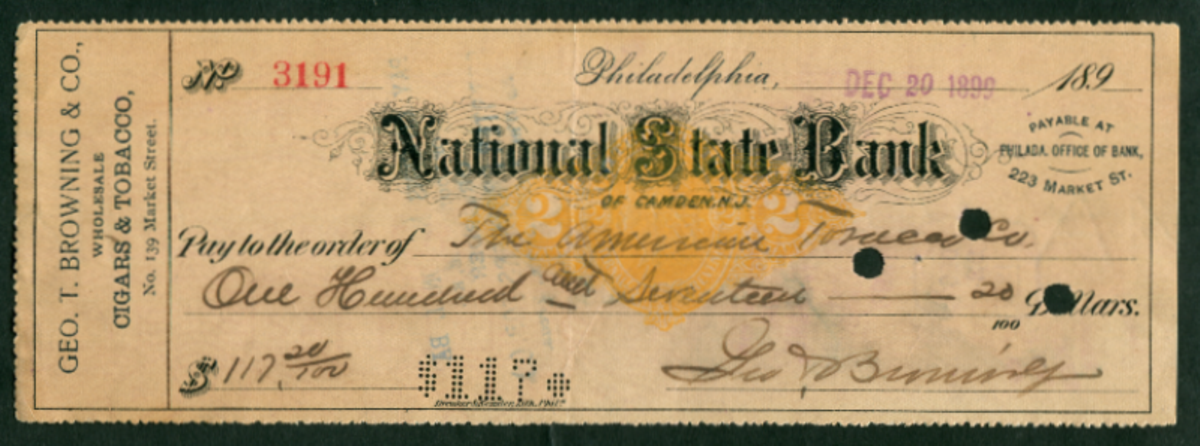 GEO. T. BROWNING & CO.,
WHOLESALE
CIGARS & TOBACCO,
No. 139 Market Street.
No 3191
Philadelphia, DEC 20 1899 189
National State Bank
OF CAMDEN. N.J.
PAYABLE AT
PHILADA. OFFICE OF BANK,
223 MARKET ST.
2 2
Pay to the order of The American Tobacco Co.
One Hundred and Seventeen 20/100 Dollars.
$ 117 20/100
$117
Geo T Browning